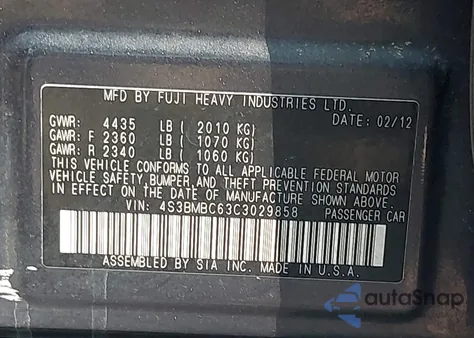 MFD BY FUJI HEAVY INDUSTRIES LTD.
DATE: 02/12
GVWR: 4435 LB ( 2010 KG)
GAWR: F 2360 LB ( 1070 KG)
GAWR: R 2340 LB ( 1060 KG)
THIS VEHICLE CONFORMS TO ALL APPLICABLE FEDERAL MOTOR
VEHICLE SAFETY, BUMPER, AND THEFT PREVENTION STANDARDS
IN EFFECT ON THE DATE OF MANUFACTURE SHOWN ABOVE.
VIN: 4S3BMBC63C3029858 PASSENGER CAR
ASSEMBLED BY SIA INC. MADE IN U.S.A.
autoSnap